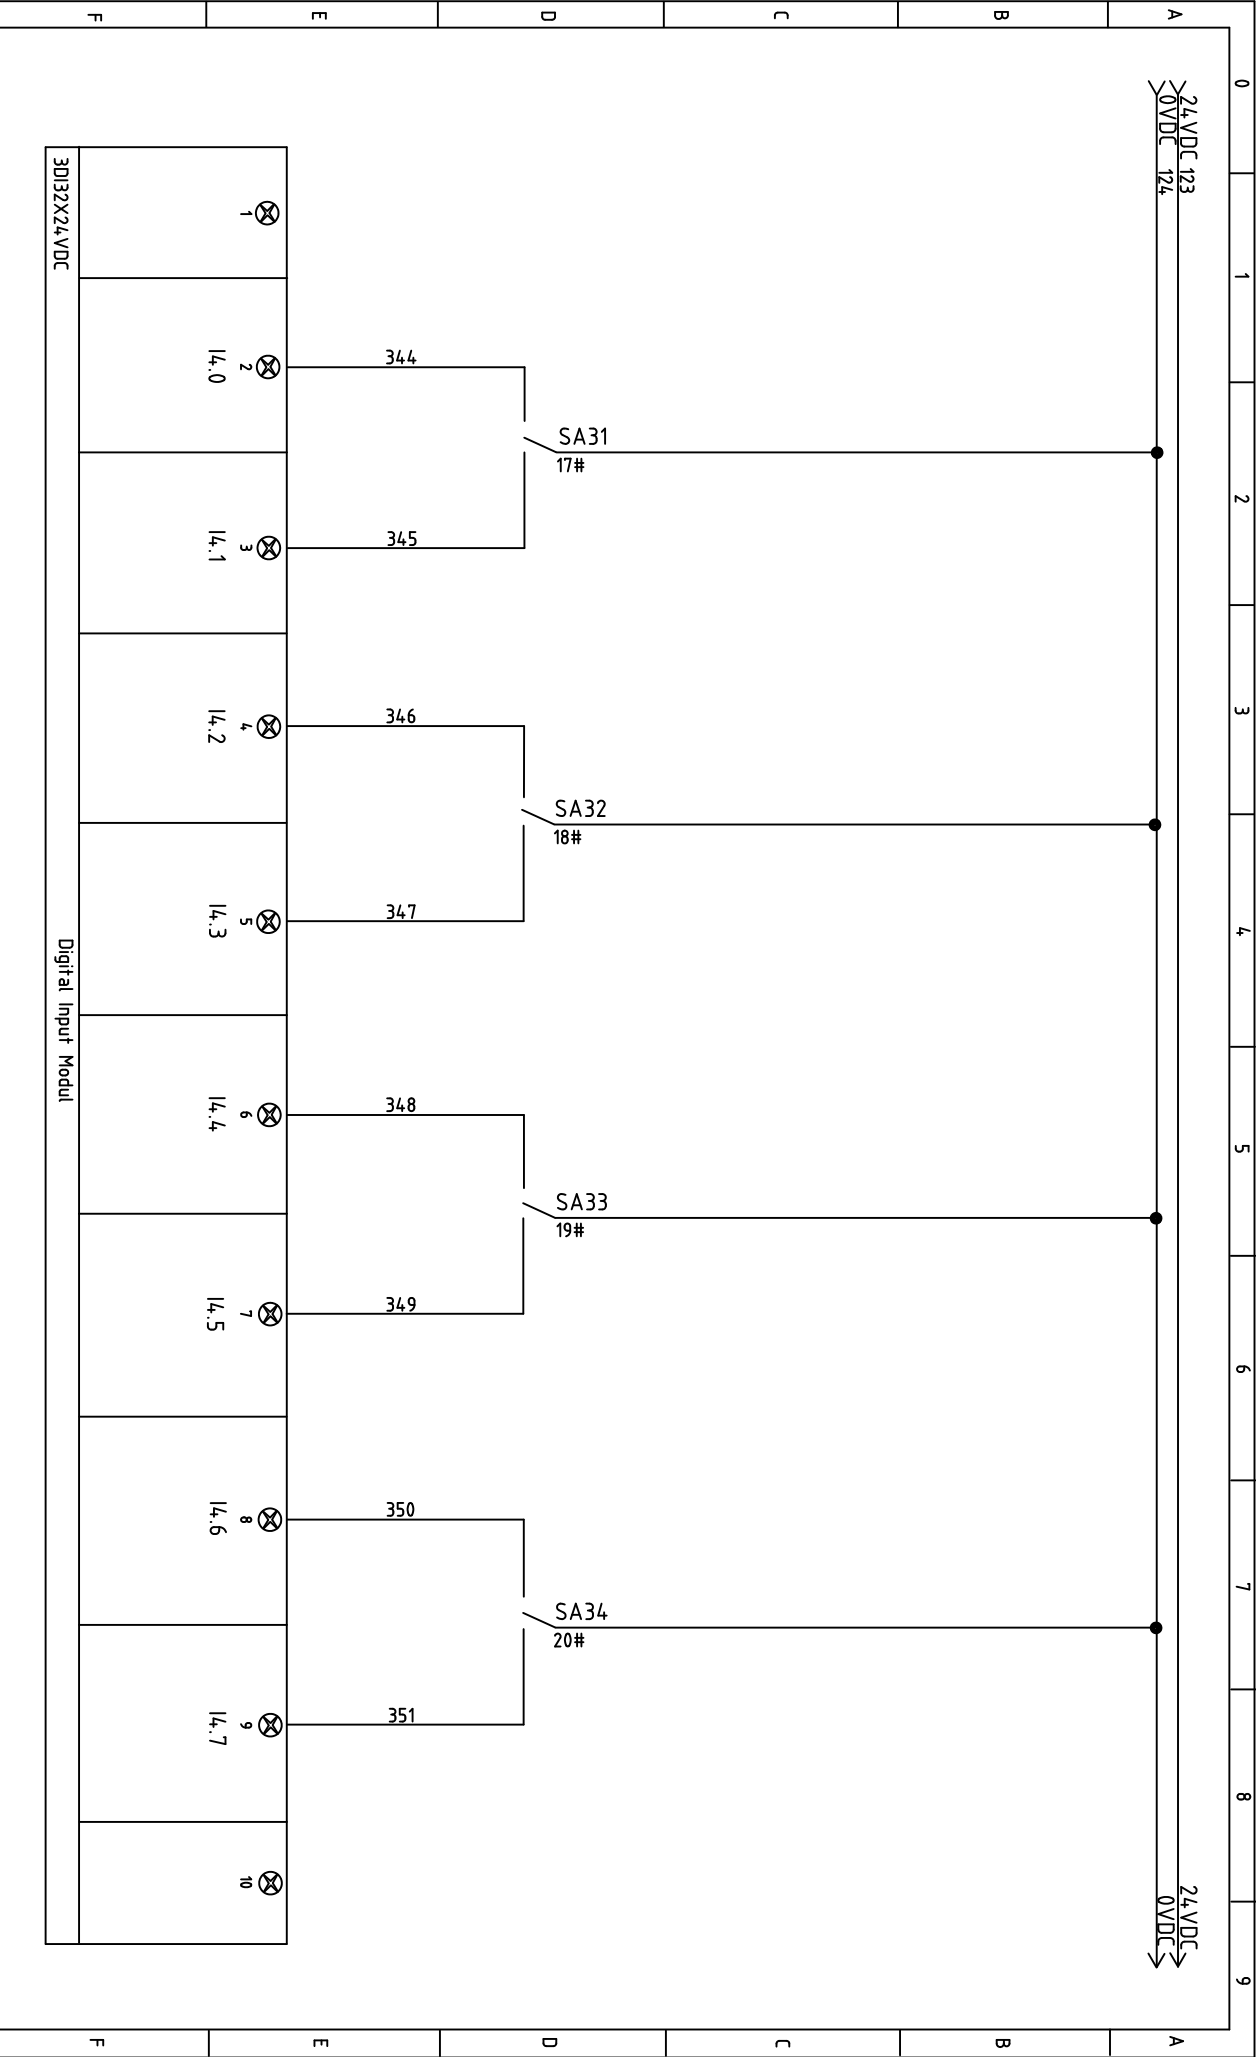 0
1
2
3
4
5
6
7
8
9
A
B
C
D
E
F
24VDC 123
0VDC 124
24VDC
0VDC
SA31
17#
SA32
18#
SA33
19#
SA34
20#
344
345
346
347
348
349
350
351
1
2
3
4
5
6
7
8
9
10
I4.0
I4.1
I4.2
I4.3
I4.4
I4.5
I4.6
I4.7
3DI32X24VDC
Digital Input Modul
A
B
C
D
E
F